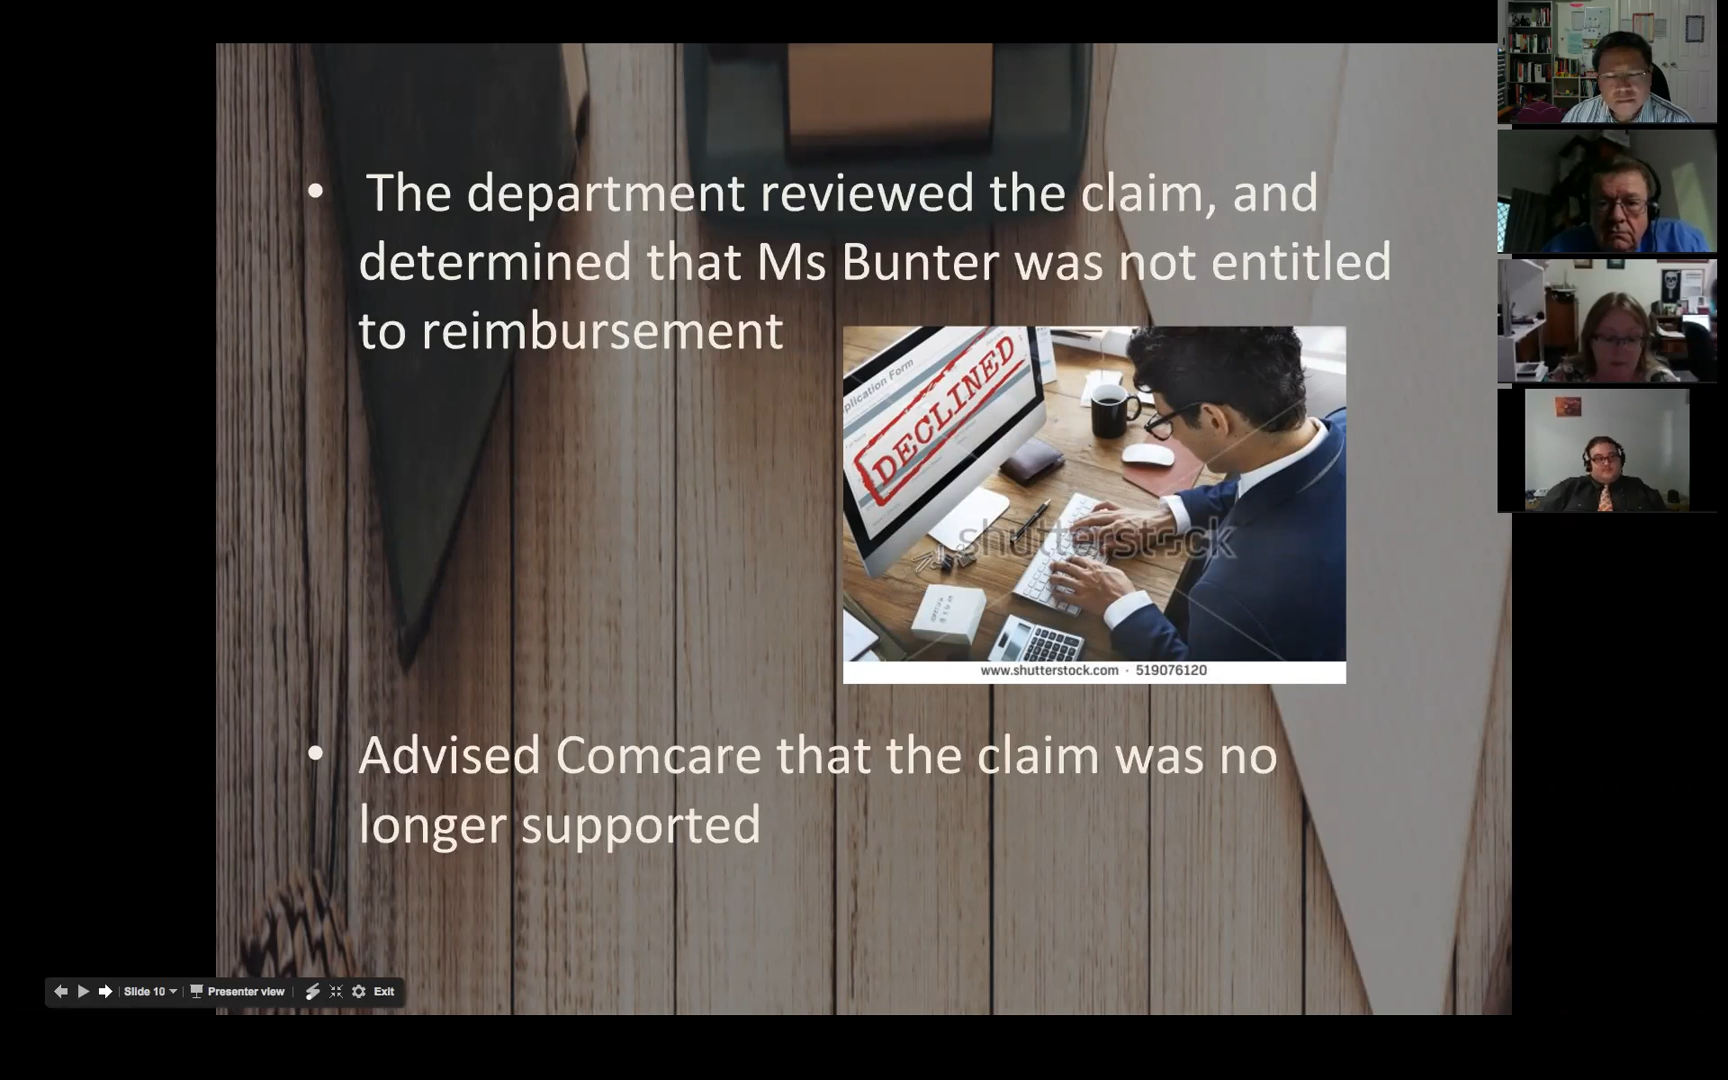 • The department reviewed the claim, and
determined that Ms Bunter was not entitled
to reimbursement
Application Form
DECLINED
shutterstock
www.shutterstock.com · 519076120
• Advised Comcare that the claim was no
longer supported
Slide 10
Presenter view
Exit